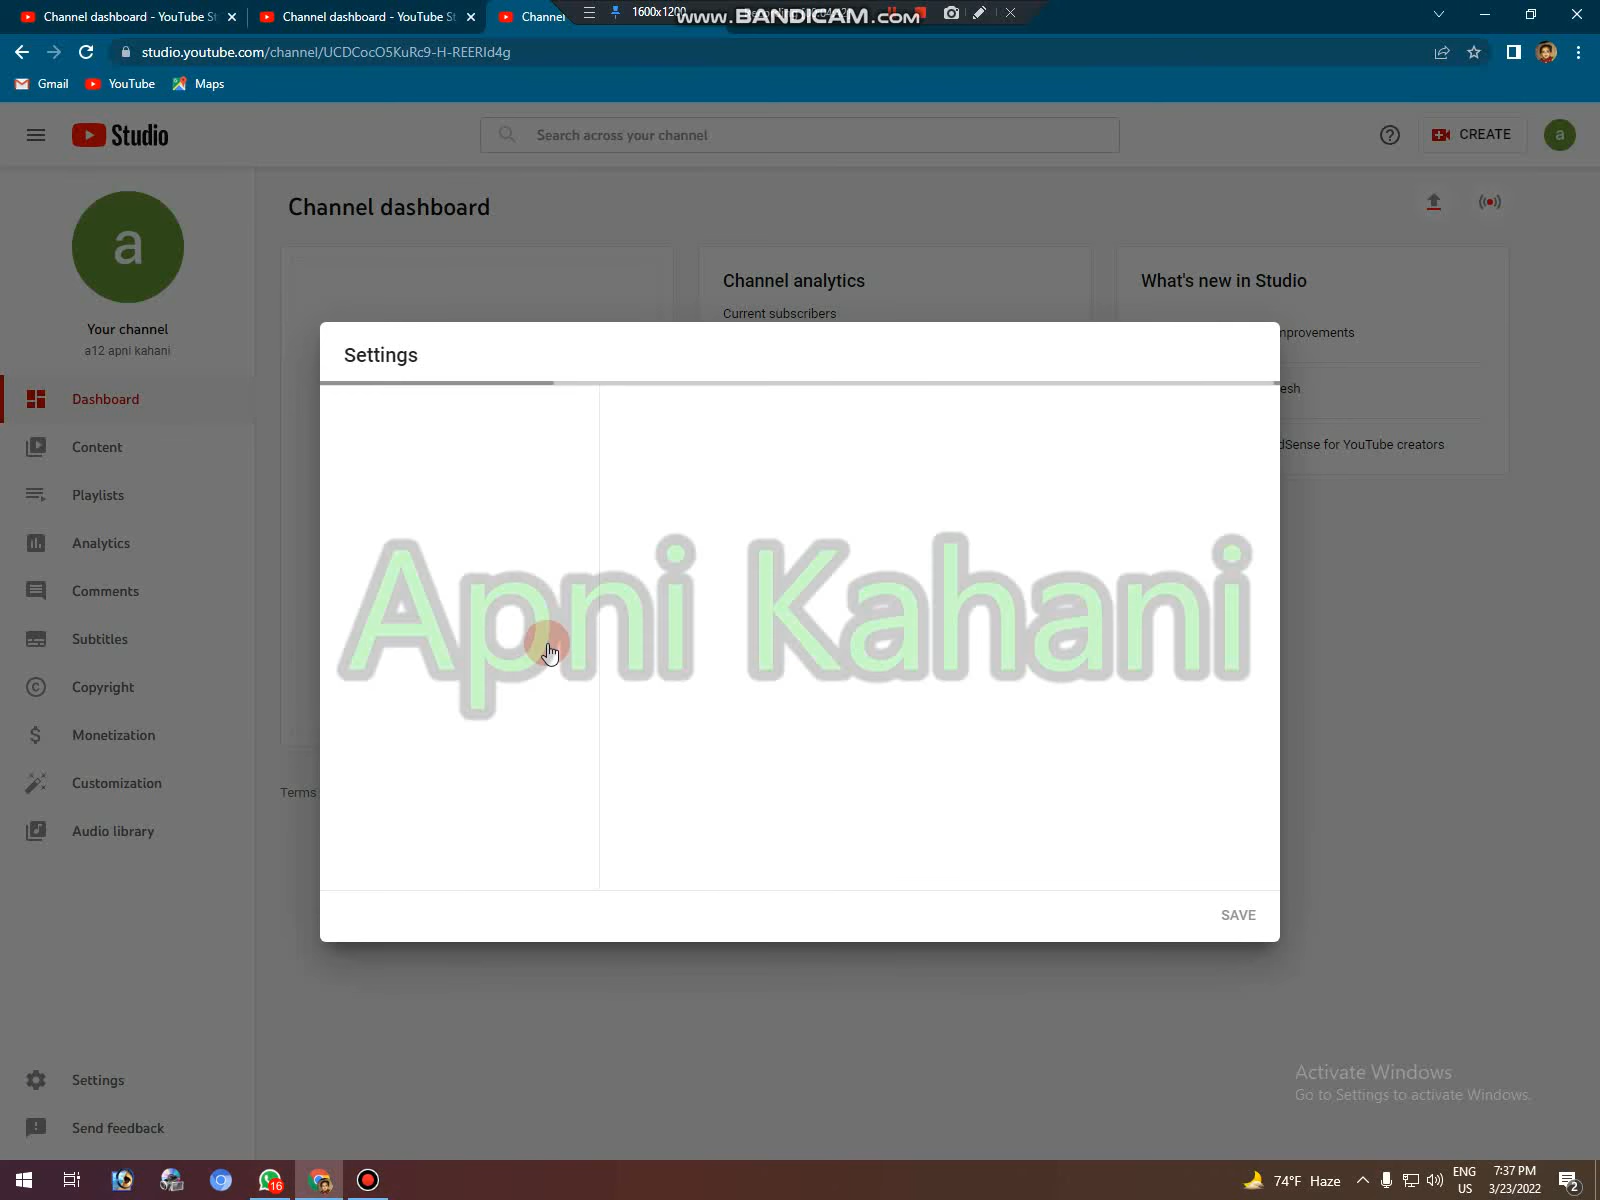 Channel dashboard - YouTube St
Channel dashboard - YouTube St
Channe
1600x1200
www.BANDICAM.com
studio.youtube.com/channel/UCDCocO5KuRc9-H-REERId4g
Gmail
YouTube
Maps
Studio
Search across your channel
CREATE
a
a
Your channel
a12 apni kahani
Dashboard
Content
Playlists
Analytics
Comments
Subtitles
Copyright
Monetization
Customization
Audio library
Settings
Send feedback
Channel dashboard
Channel analytics
Current subscribers
What's new in Studio
mprovements
esh
dSense for YouTube creators
Terms
Settings
Apni Kahani
SAVE
Activate Windows
Go to Settings to activate Windows.
16
74°F Haze
ENG
US
7:37 PM
3/23/2022
2